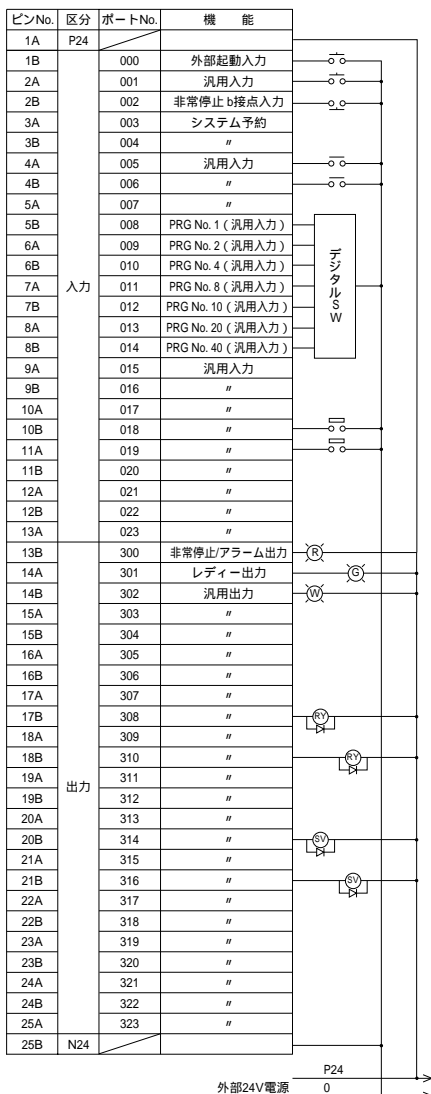 ピンNo. 区分 ポートNo. 機 能
1A P24
1B 000 外部起動入力
2A 001 汎用入力
2B 002 非常停止 b接点入力
3A 003 システム予約
3B 004 〃
4A 005 汎用入力
4B 006 〃
5A 007 〃
5B 008 PRG No. 1（汎用入力）
6A 009 PRG No. 2（汎用入力）
6B 010 PRG No. 4（汎用入力）
7A 入力 011 PRG No. 8（汎用入力）
7B 012 PRG No. 10（汎用入力）
8A 013 PRG No. 20（汎用入力）
8B 014 PRG No. 40（汎用入力）
デジタルSW
9A 015 汎用入力
9B 016 〃
10A 017 〃
10B 018 〃
11A 019 〃
11B 020 〃
12A 021 〃
12B 022 〃
13A 023 〃
13B 300 非常停止/アラーム出力 R
14A 301 レディー出力 G
14B 302 汎用出力 W
15A 303 〃
15B 304 〃
16A 305 〃
16B 306 〃
17A 307 〃
17B 308 〃 RY
18A 309 〃
18B 310 〃 RY
19A 出力 311 〃
19B 312 〃
20A 313 〃
20B 314 〃 SV
21A 315 〃
21B 316 〃 SV
22A 317 〃
22B 318 〃
23A 319 〃
23B 320 〃
24A 321 〃
24B 322 〃
25A 323 〃
25B N24
P24
外部24V電源 0